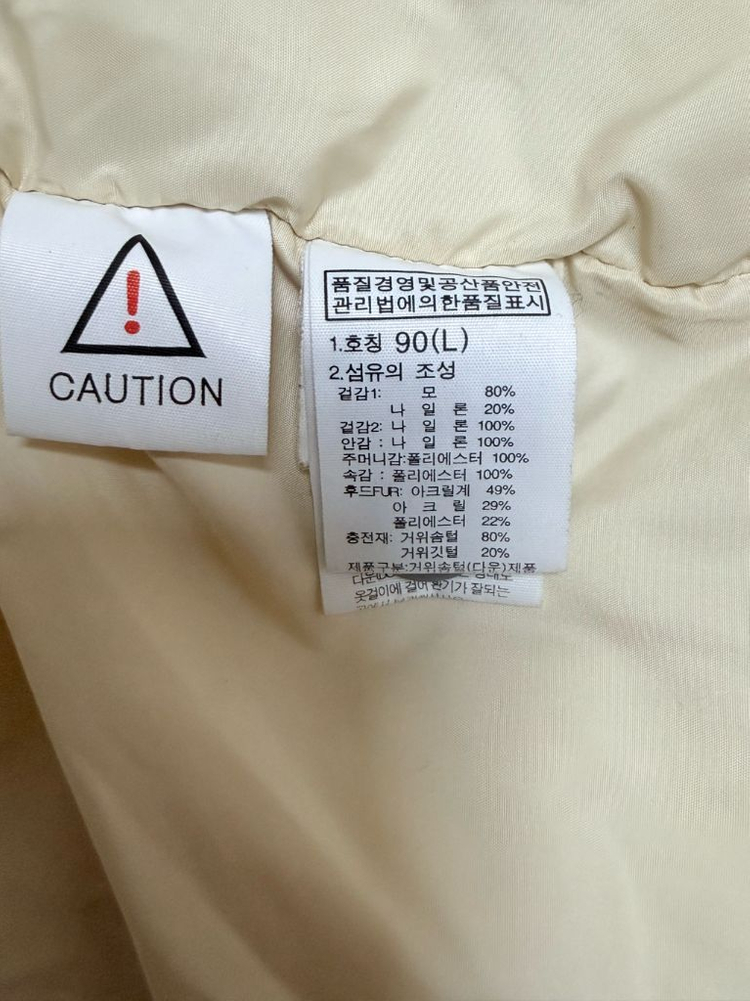 CAUTION
품질경영및공산품안전
관리법에의한품질표시
1.호칭 90(L)
2.섬유의 조성
겉감1: 모 80%
나 일 론 20%
겉감2: 나 일 론 100%
안감 : 나 일 론 100%
주머니감:폴리에스터 100%
속감 : 폴리에스터 100%
후드FUR: 아크릴계 49%
아 크 릴 29%
폴리에스터 22%
충전재: 거위솜털 80%
거위깃털 20%
제품구분:거위솜털(다운)제품
옷걸이에 걸어 환기가 잘되는